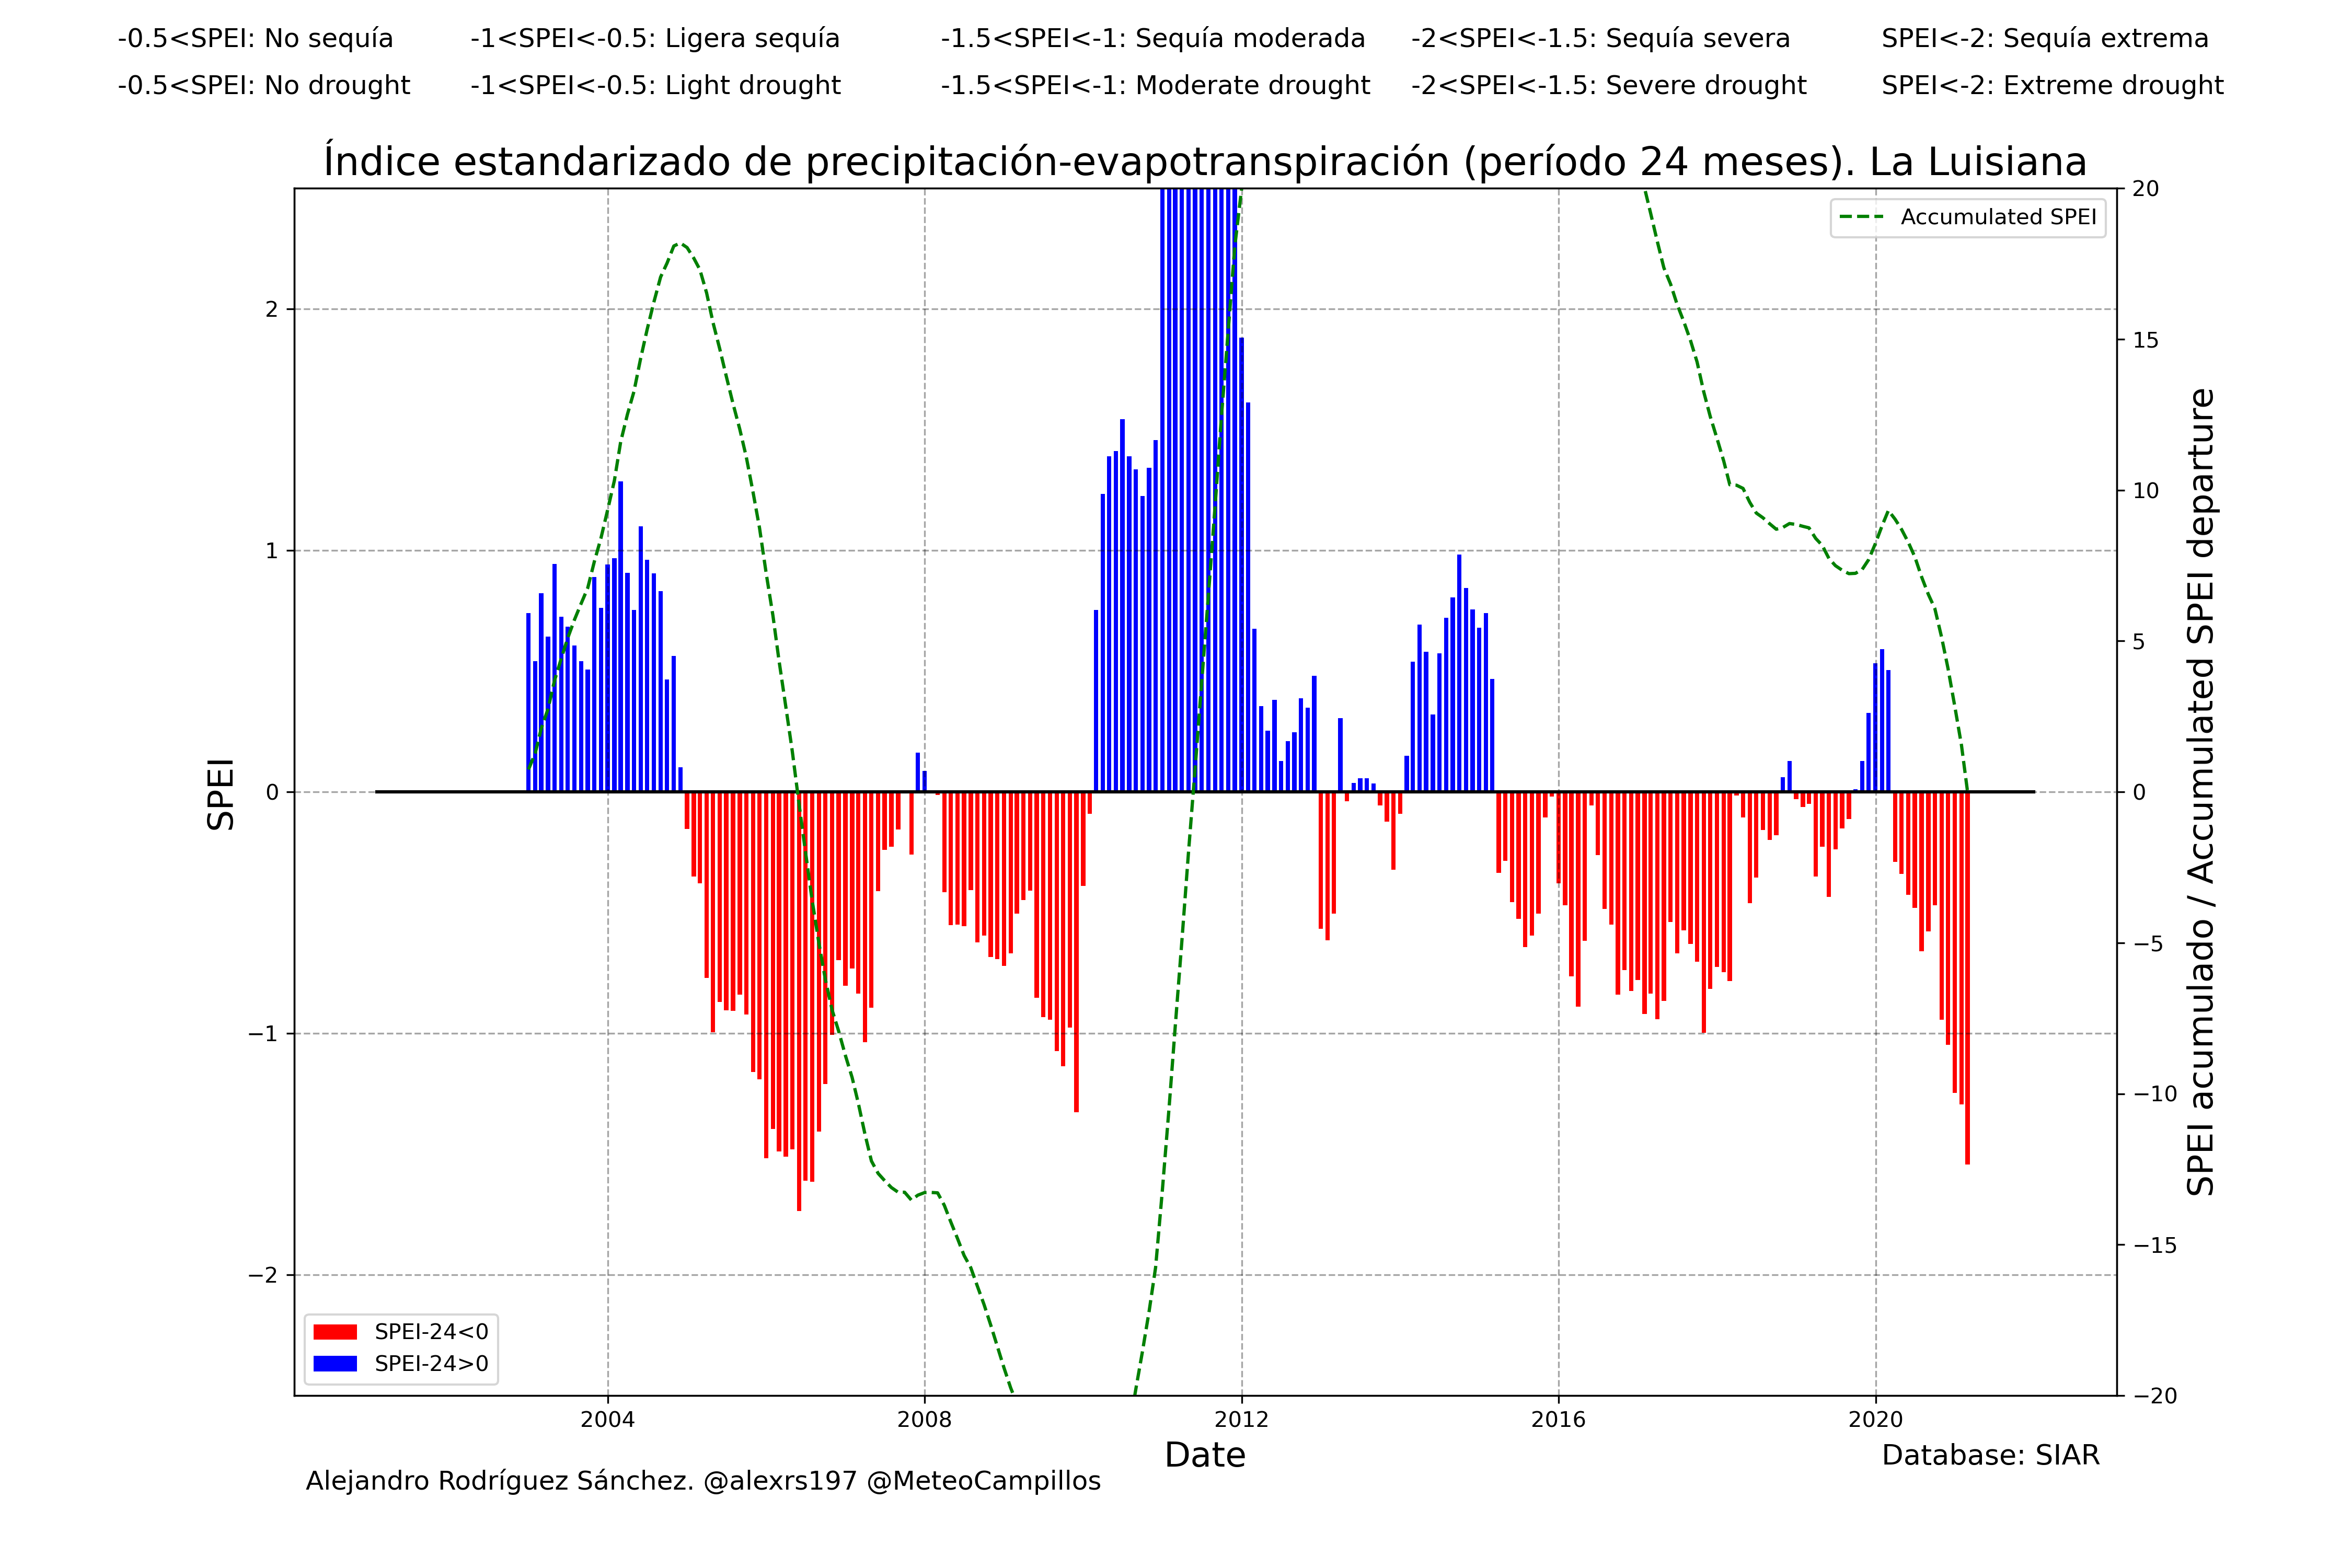 -0.5<SPEI: No sequía -1<SPEI<-0.5: Ligera sequía -1.5<SPEI<-1: Sequía moderada -2<SPEI<-1.5: Sequía severa SPEI<-2: Sequía extrema
-0.5<SPEI: No drought -1<SPEI<-0.5: Light drought -1.5<SPEI<-1: Moderate drought -2<SPEI<-1.5: Severe drought SPEI<-2: Extreme drought
Índice estandarizado de precipitación-evapotranspiración (período 24 meses). La Luisiana
Accumulated SPEI
2
1
0
−1
−2
SPEI
20
15
10
5
0
−5
−10
−15
−20
SPEI acumulado / Accumulated SPEI departure
SPEI-24<0
SPEI-24>0
2004 2008 2012 2016 2020
Date
Database: SIAR
Alejandro Rodríguez Sánchez. @alexrs197 @MeteoCampillos